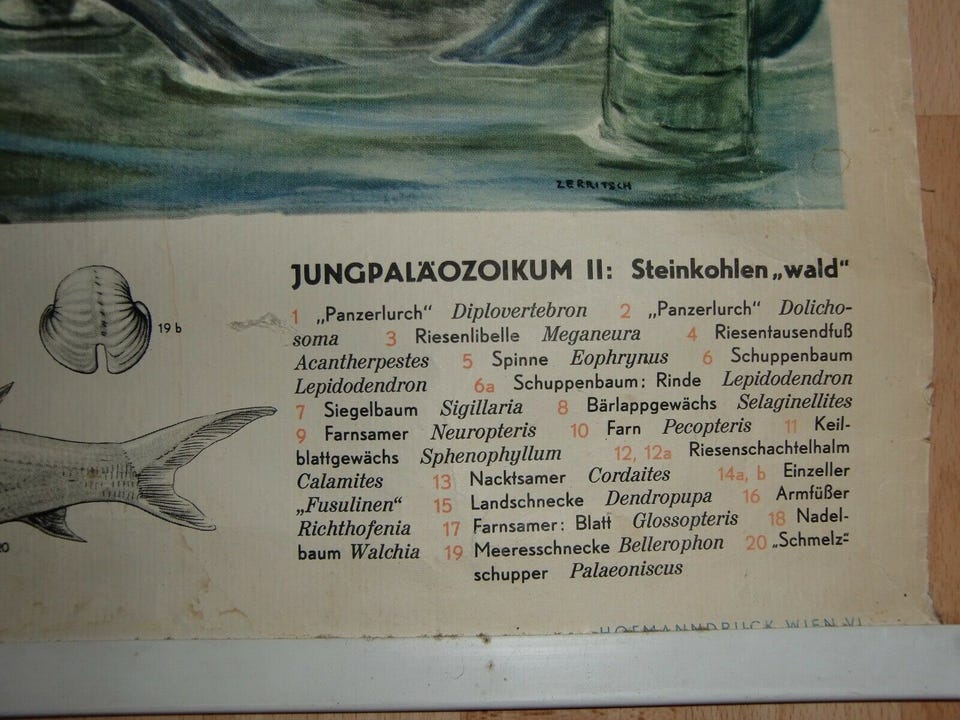 ZERRITSCH
19 b
JUNGPALÄOZOIKUM II: Steinkohlen„wald“
1 „Panzerlurch“ Diplovertebron 2 „Panzerlurch“ Dolicho-
soma 3 Riesenlibelle Meganeura 4 Riesentausendfuß
Acantherpestes 5 Spinne Eophrynus 6 Schuppenbaum
Lepidodendron 6a Schuppenbaum: Rinde Lepidodendron
7 Siegelbaum Sigillaria 8 Bärlappgewächs Selaginellites
9 Farnsamer Neuropteris 10 Farn Pecopteris 11 Keil-
blattgewächs Sphenophyllum 12, 12a Riesenschachtelhalm
Calamites 13 Nacktsamer Cordaites 14a, b Einzeller
„Fusulinen“ 15 Landschnecke Dendropupa 16 Armfüßer
Richthofenia 17 Farnsamer: Blatt Glossopteris 18 Nadel-
baum Walchia 19 Meeresschnecke Bellerophon 20 „Schmelz“-
schupper Palaeoniscus
20
HOFMANNDRUCK WIEN VI